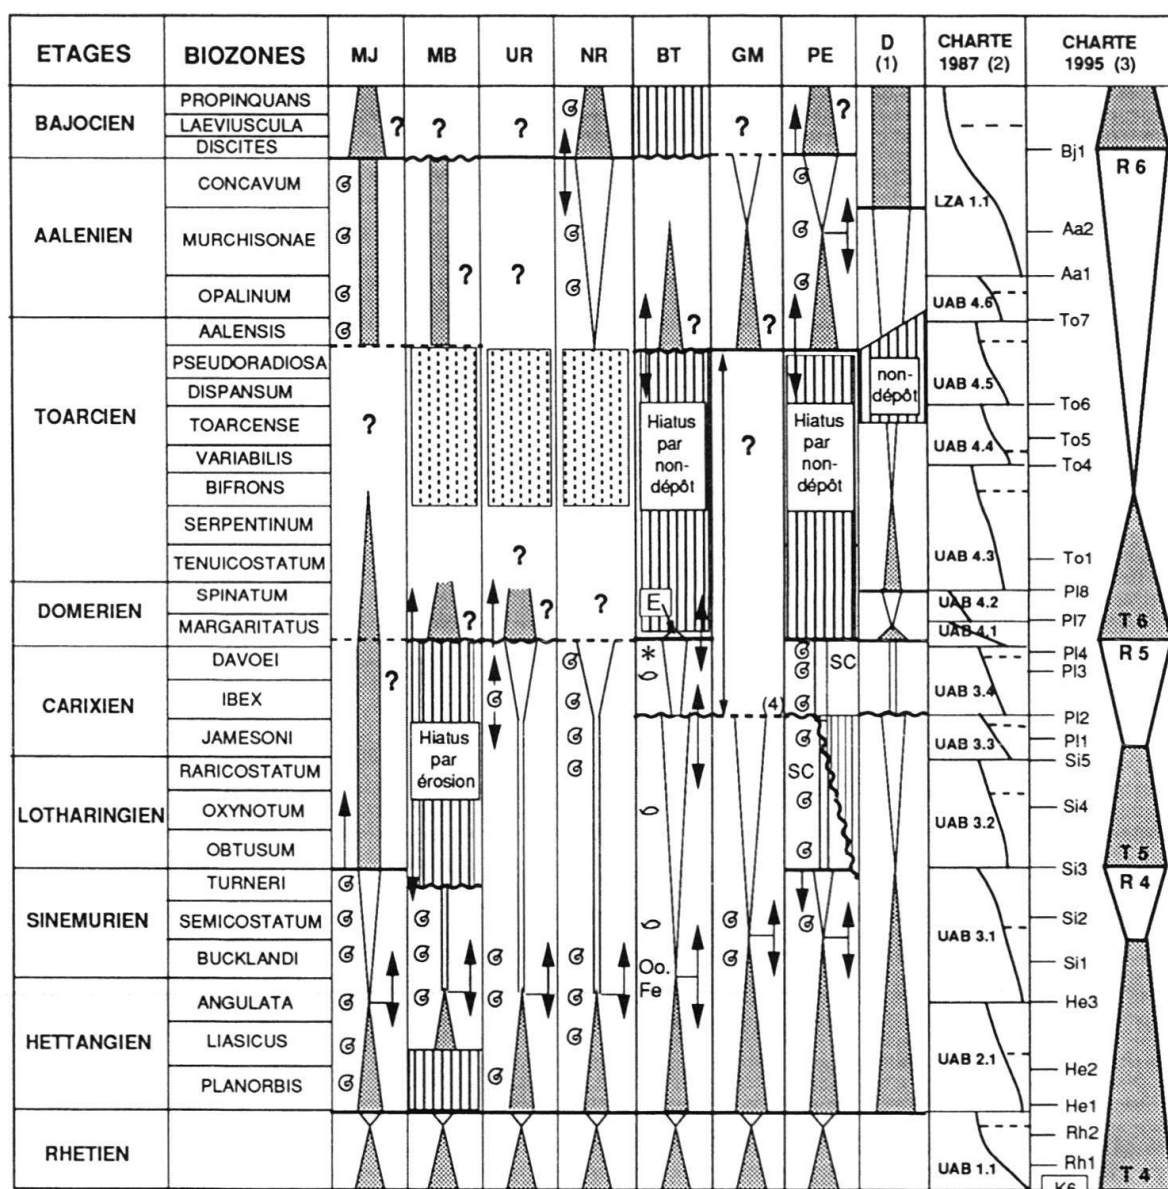 ETAGES BIOZONES MJ MB UR NR BT GM PE D (1) CHARTE 1987 (2) CHARTE 1995 (3)
BAJOCIEN
PROPINQUANS
LAEVIUSCULA
DISCITES
? ? ? ? ?
Bj1
R 6
AALENIEN
CONCAVUM
MURCHISONAE
OPALINUM
? ?
LZA 1.1
Aa2
Aa1
UAB 4.6
To7
TOARCIEN
AALENSIS
PSEUDORADIOSA
DISPANSUM
TOARCENSE
VARIABILIS
BIFRONS
SERPENTINUM
TENUICOSTATUM
? ?
?
?
?
Hiatus
par
non-
dépôt
Hiatus
par
non-
dépôt
non-
dépôt
UAB 4.5
To6
UAB 4.4
To5
To4
UAB 4.3
To1
DOMERIEN
SPINATUM
MARGARITATUS
? ? ?
E
Pl8
UAB 4.2
Pl7
UAB 4.1
T 6
CARIXIEN
DAVOEI
IBEX
JAMESONI
?
*
SC
(4)
Pl4
Pl3
UAB 3.4
Pl2
UAB 3.3
Pl1
R 5
Hiatus
par
érosion
LOTHARINGIEN
RARICOSTATUM
OXYNOTUM
OBTUSUM
SC
Si5
Si4
UAB 3.2
T 5
Si3
SINEMURIEN
TURNERI
SEMICOSTATUM
BUCKLANDI
Oo.
Fe
R 4
Si2
UAB 3.1
Si1
HETTANGIEN
ANGULATA
LIASICUS
PLANORBIS
He3
UAB 2.1
He2
He1
RHETIEN
Rh2
UAB 1.1
Rh1
T 4
K6